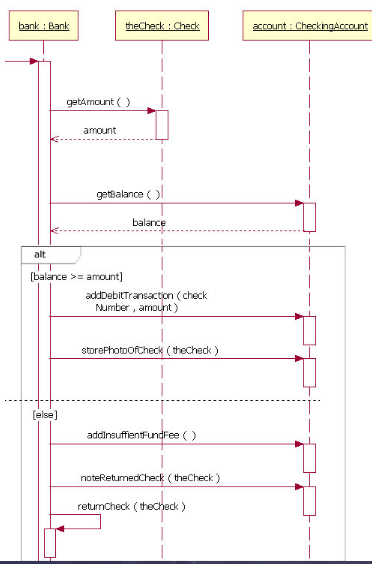 bank : Bank
theCheck : Check
account : CheckingAccount
getAmount ( )
amount
getBalance ( )
balance
alt
[balance >= amount]
addDebitTransaction ( check
Number , amount )
storePhotoOfCheck ( theCheck )
[else]
addInsuffientFundFee ( )
noteReturnedCheck ( theCheck )
returnCheck ( theCheck )